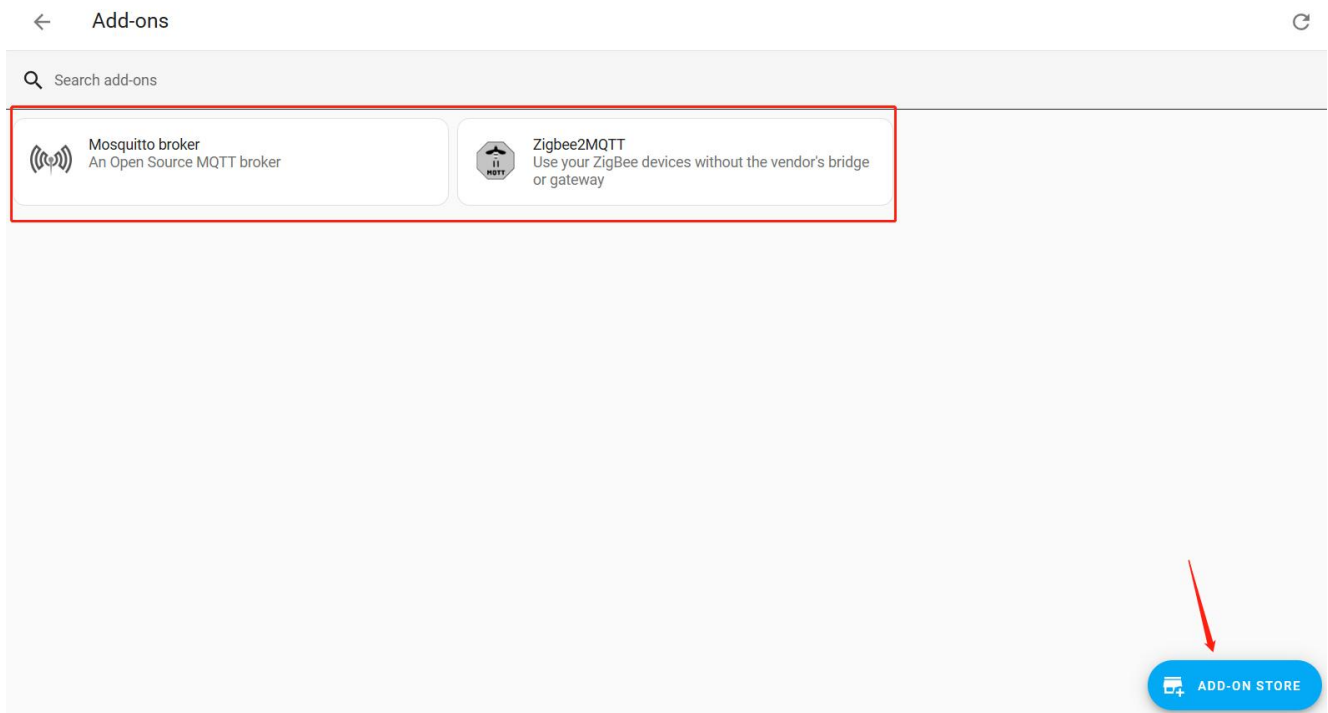 Add-ons
Search add-ons
Mosquitto broker
An Open Source MQTT broker
Zigbee2MQTT
Use your ZigBee devices without the vendor's bridge
or gateway
MQTT
ADD-ON STORE